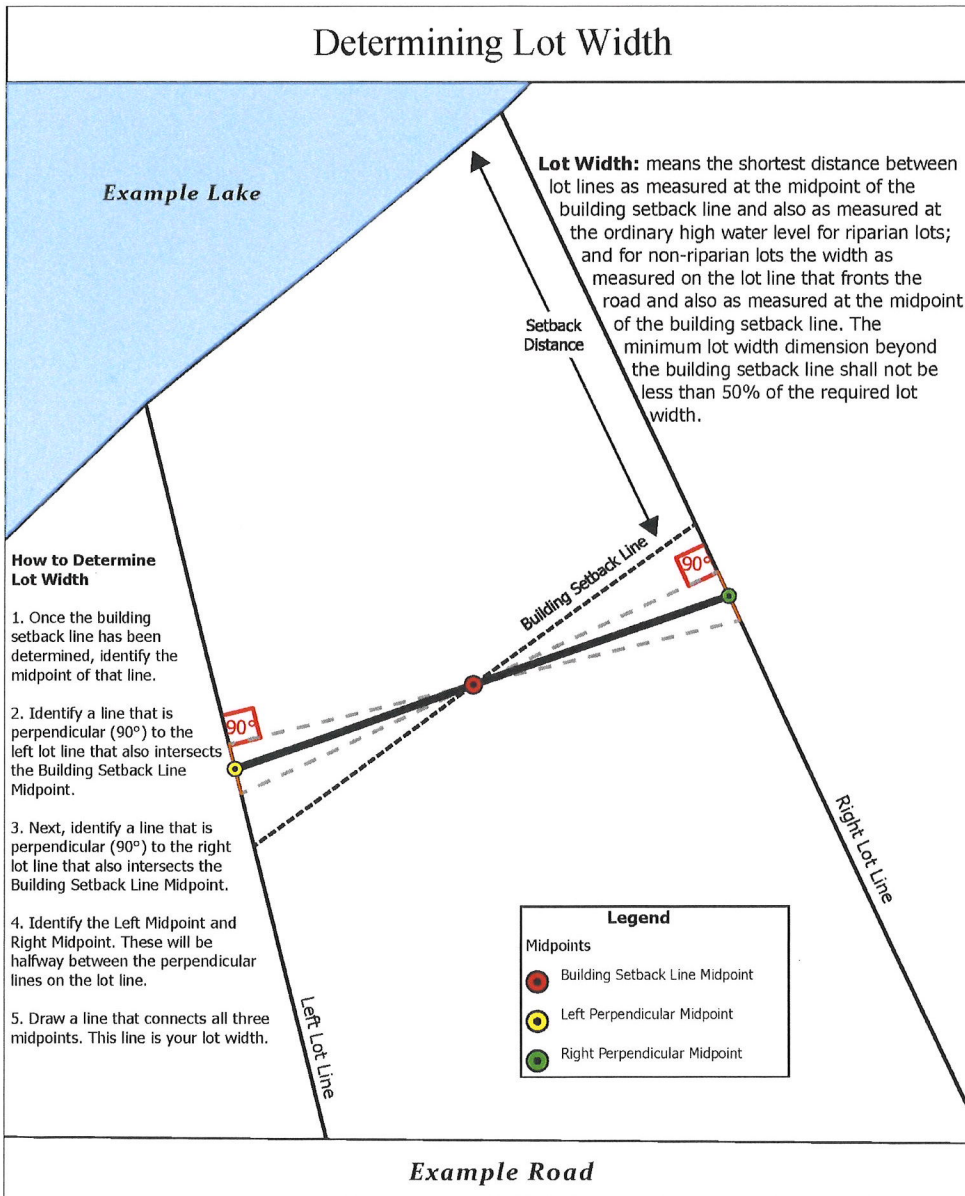 Determining Lot Width
Example Lake
Lot Width: means the shortest distance between
lot lines as measured at the midpoint of the
building setback line and also as measured at
the ordinary high water level for riparian lots;
and for non-riparian lots the width as
measured on the lot line that fronts the
road and also as measured at the midpoint
of the building setback line. The
minimum lot width dimension beyond
the building setback line shall not be
less than 50% of the required lot
width.
Setback
Distance
Building Setback Line
90°
90°
How to Determine
Lot Width
1. Once the building
setback line has been
determined, identify the
midpoint of that line.
2. Identify a line that is
perpendicular (90°) to the
left lot line that also intersects
the Building Setback Line
Midpoint.
3. Next, identify a line that is
perpendicular (90°) to the right
lot line that also intersects the
Building Setback Line Midpoint.
4. Identify the Left Midpoint and
Right Midpoint. These will be
halfway between the perpendicular
lines on the lot line.
5. Draw a line that connects all three
midpoints. This line is your lot width.
Left Lot Line
Right Lot Line
Legend
Midpoints
Building Setback Line Midpoint
Left Perpendicular Midpoint
Right Perpendicular Midpoint
Example Road